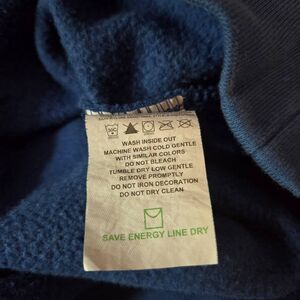 WASH INSIDE OUT
MACHINE WASH COLD GENTLE
WITH SIMILAR COLORS
DO NOT BLEACH
TUMBLE DRY LOW GENTLE
REMOVE PROMPTLY
DO NOT IRON DECORATION
DO NOT DRY CLEAN
SAVE ENERGY LINE DRY